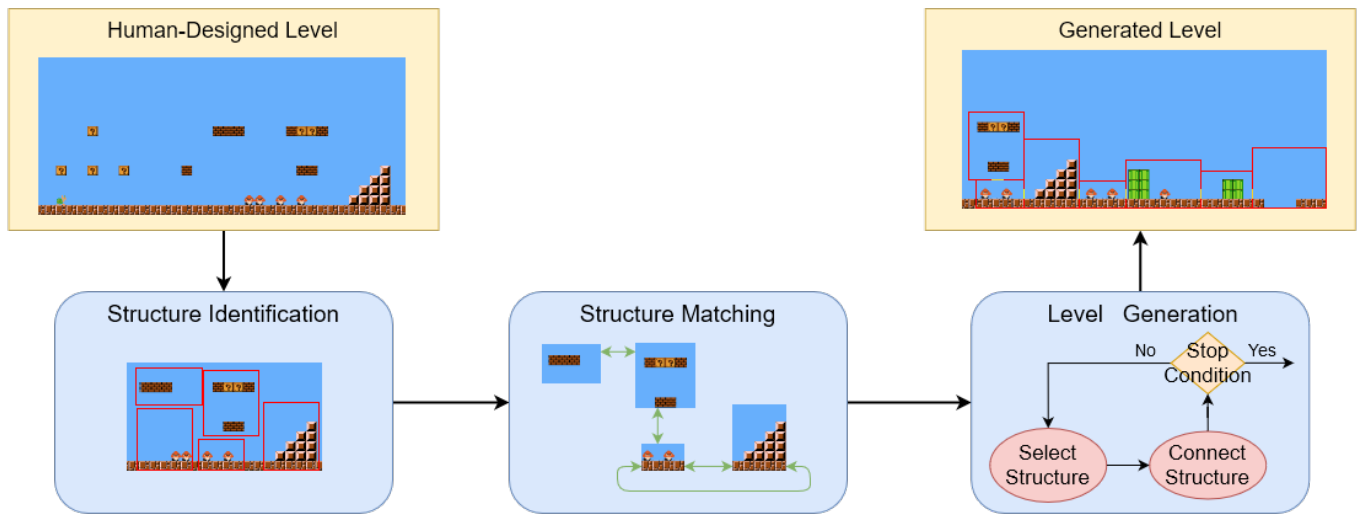 Human-Designed Level
Generated Level
Structure Identification
Structure Matching
Level Generation
No
Stop
Condition
Yes
Select
Structure
Connect
Structure